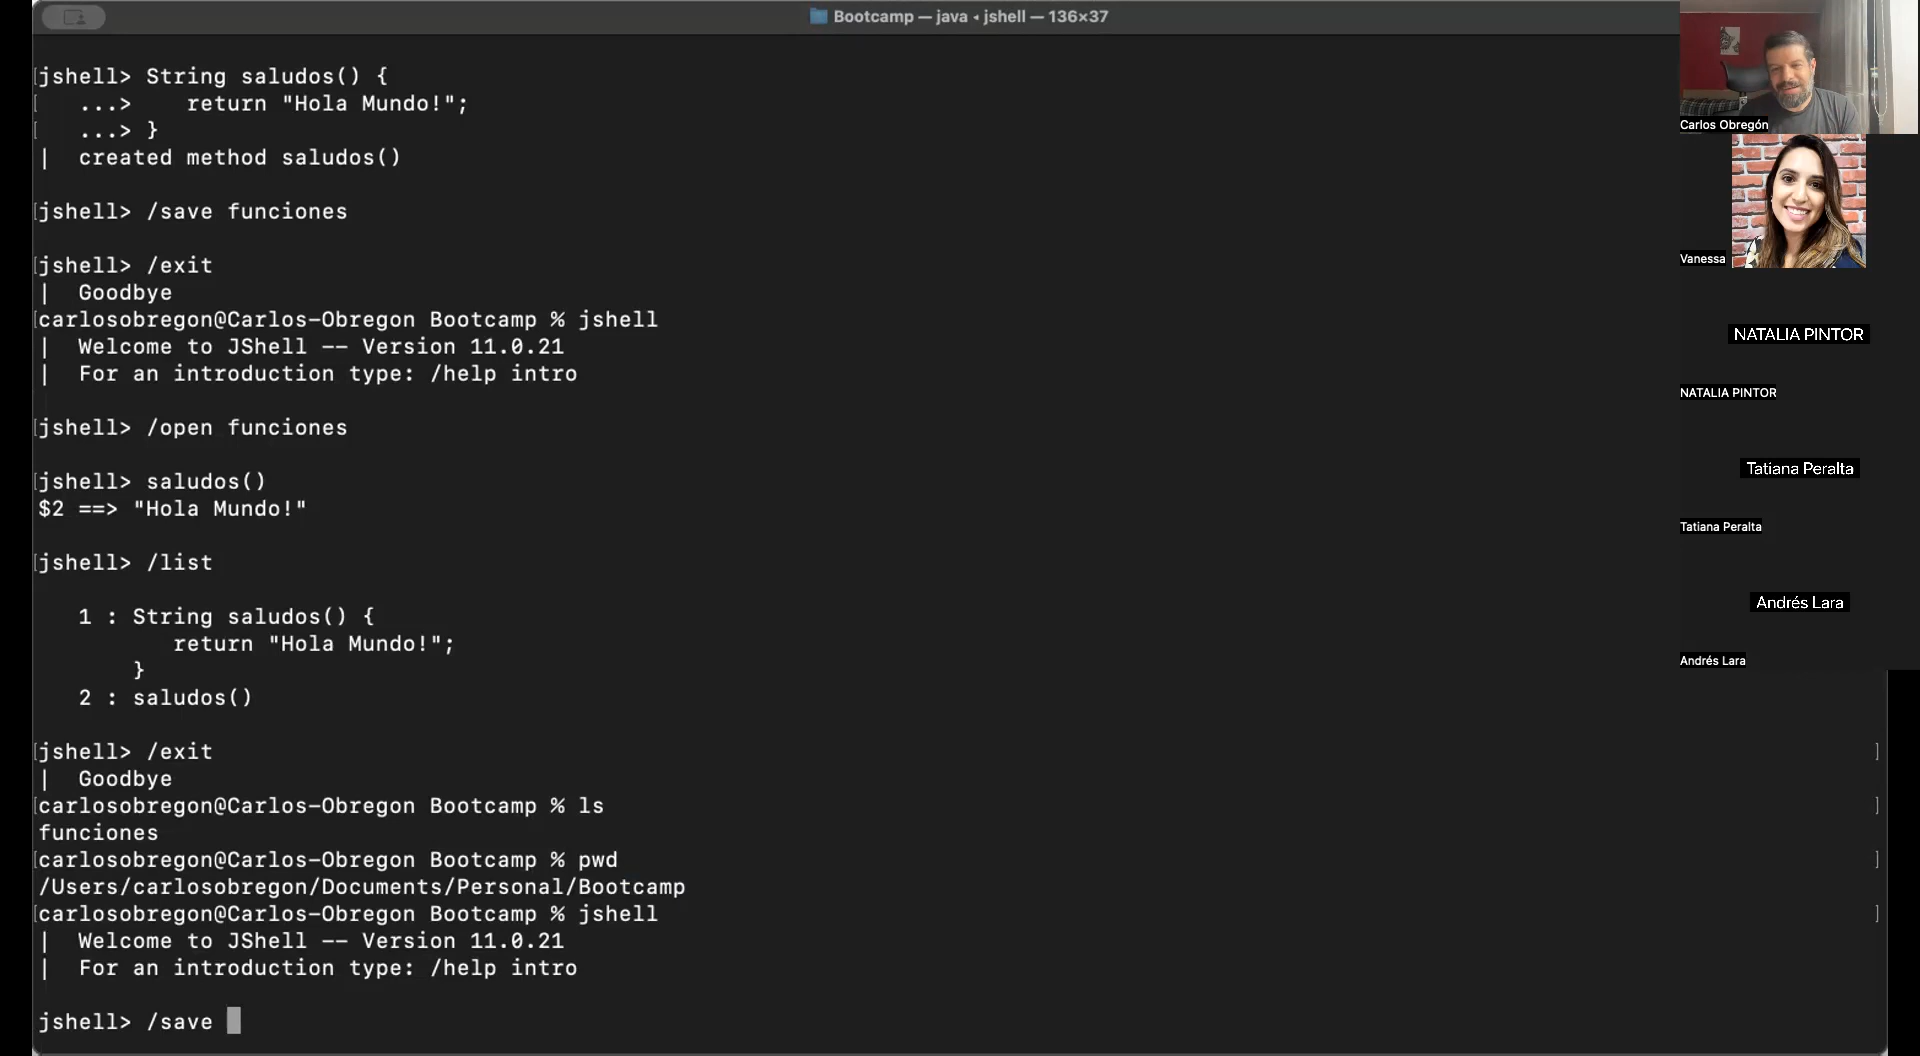 Bootcamp — java ◂ jshell — 136×37
jshell> String saludos() {
...> return "Hola Mundo!";
...> }
| created method saludos()
jshell> /save funciones
jshell> /exit
| Goodbye
carlosobregon@Carlos-Obregon Bootcamp % jshell
| Welcome to JShell -- Version 11.0.21
| For an introduction type: /help intro
jshell> /open funciones
jshell> saludos()
$2 ==> "Hola Mundo!"
jshell> /list
1 : String saludos() {
return "Hola Mundo!";
}
2 : saludos()
jshell> /exit
| Goodbye
carlosobregon@Carlos-Obregon Bootcamp % ls
funciones
carlosobregon@Carlos-Obregon Bootcamp % pwd
/Users/carlosobregon/Documents/Personal/Bootcamp
carlosobregon@Carlos-Obregon Bootcamp % jshell
| Welcome to JShell -- Version 11.0.21
| For an introduction type: /help intro
jshell> /save
Carlos Obregón
Vanessa
NATALIA PINTOR
NATALIA PINTOR
Tatiana Peralta
Tatiana Peralta
Andrés Lara
Andrés Lara